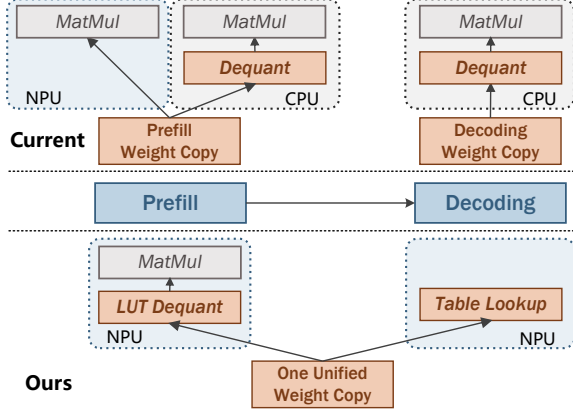 MatMul
MatMul
MatMul
Dequant
Dequant
NPU
CPU
CPU
Current
Prefill
Weight Copy
Decoding
Weight Copy
Prefill
Decoding
MatMul
LUT Dequant
Table Lookup
NPU
NPU
Ours
One Unified
Weight Copy